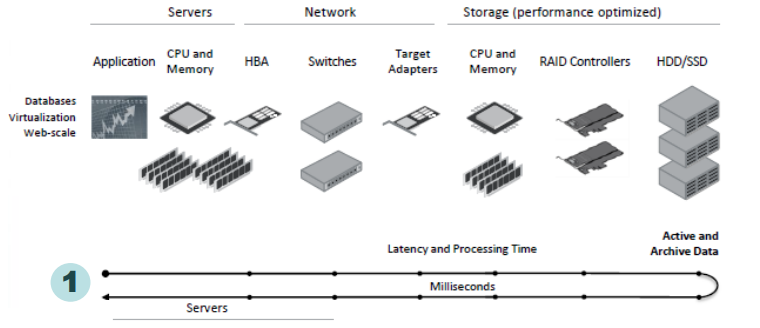 Servers
Network
Storage (performance optimized)
Application
CPU and
Memory
HBA
Switches
Target
Adapters
CPU and
Memory
RAID Controllers
HDD/SSD
Databases
Virtualization
Web-scale
Active and
Archive Data
Latency and Processing Time
1
Milliseconds
Servers